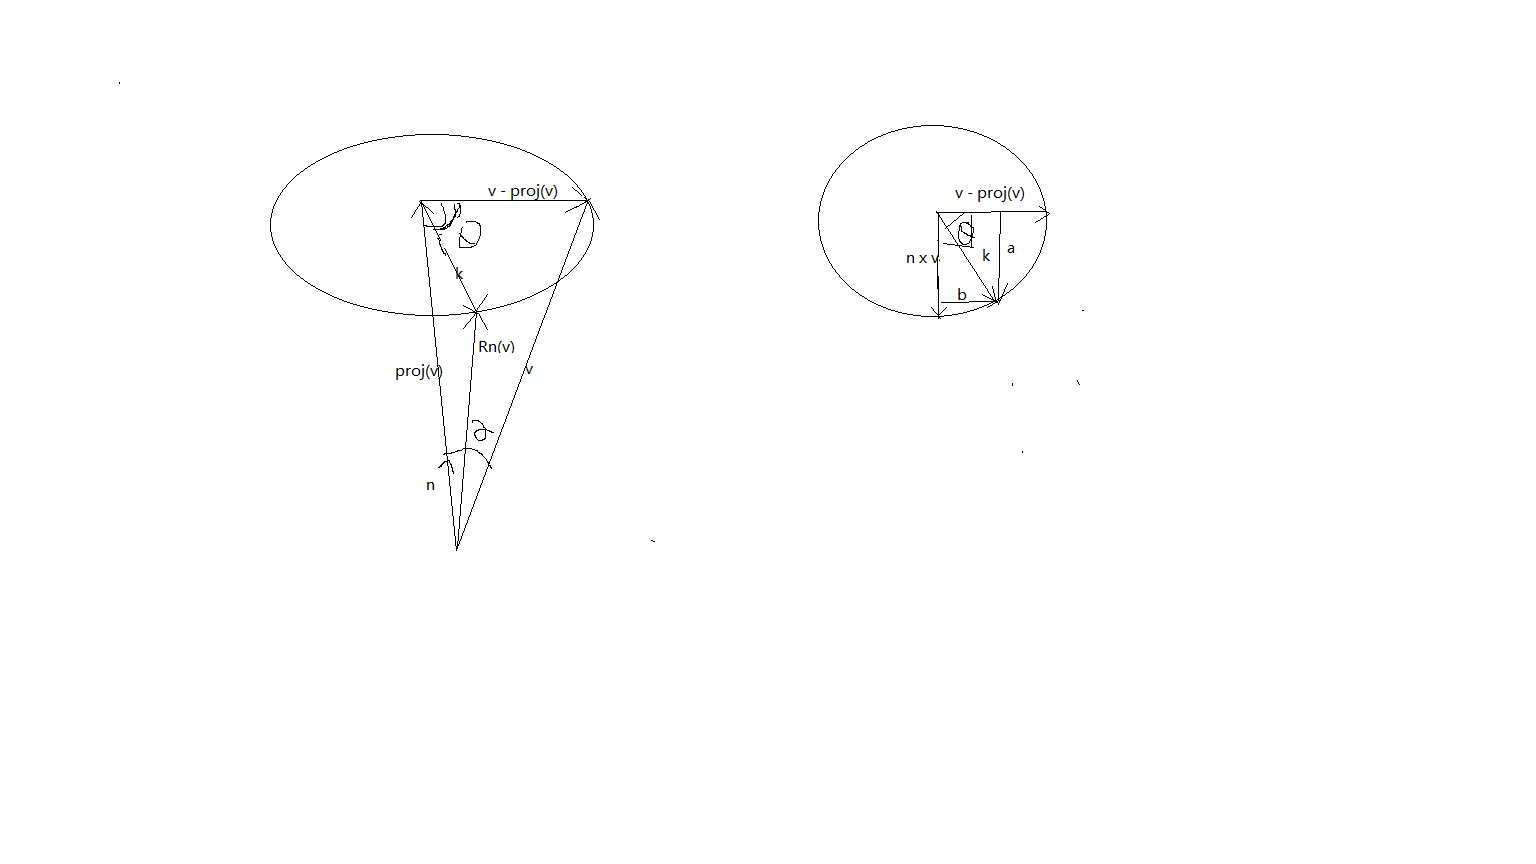 v - proj(v)
k
Rn(v)
proj(v)
v
n
v - proj(v)
n x v
k
a
b